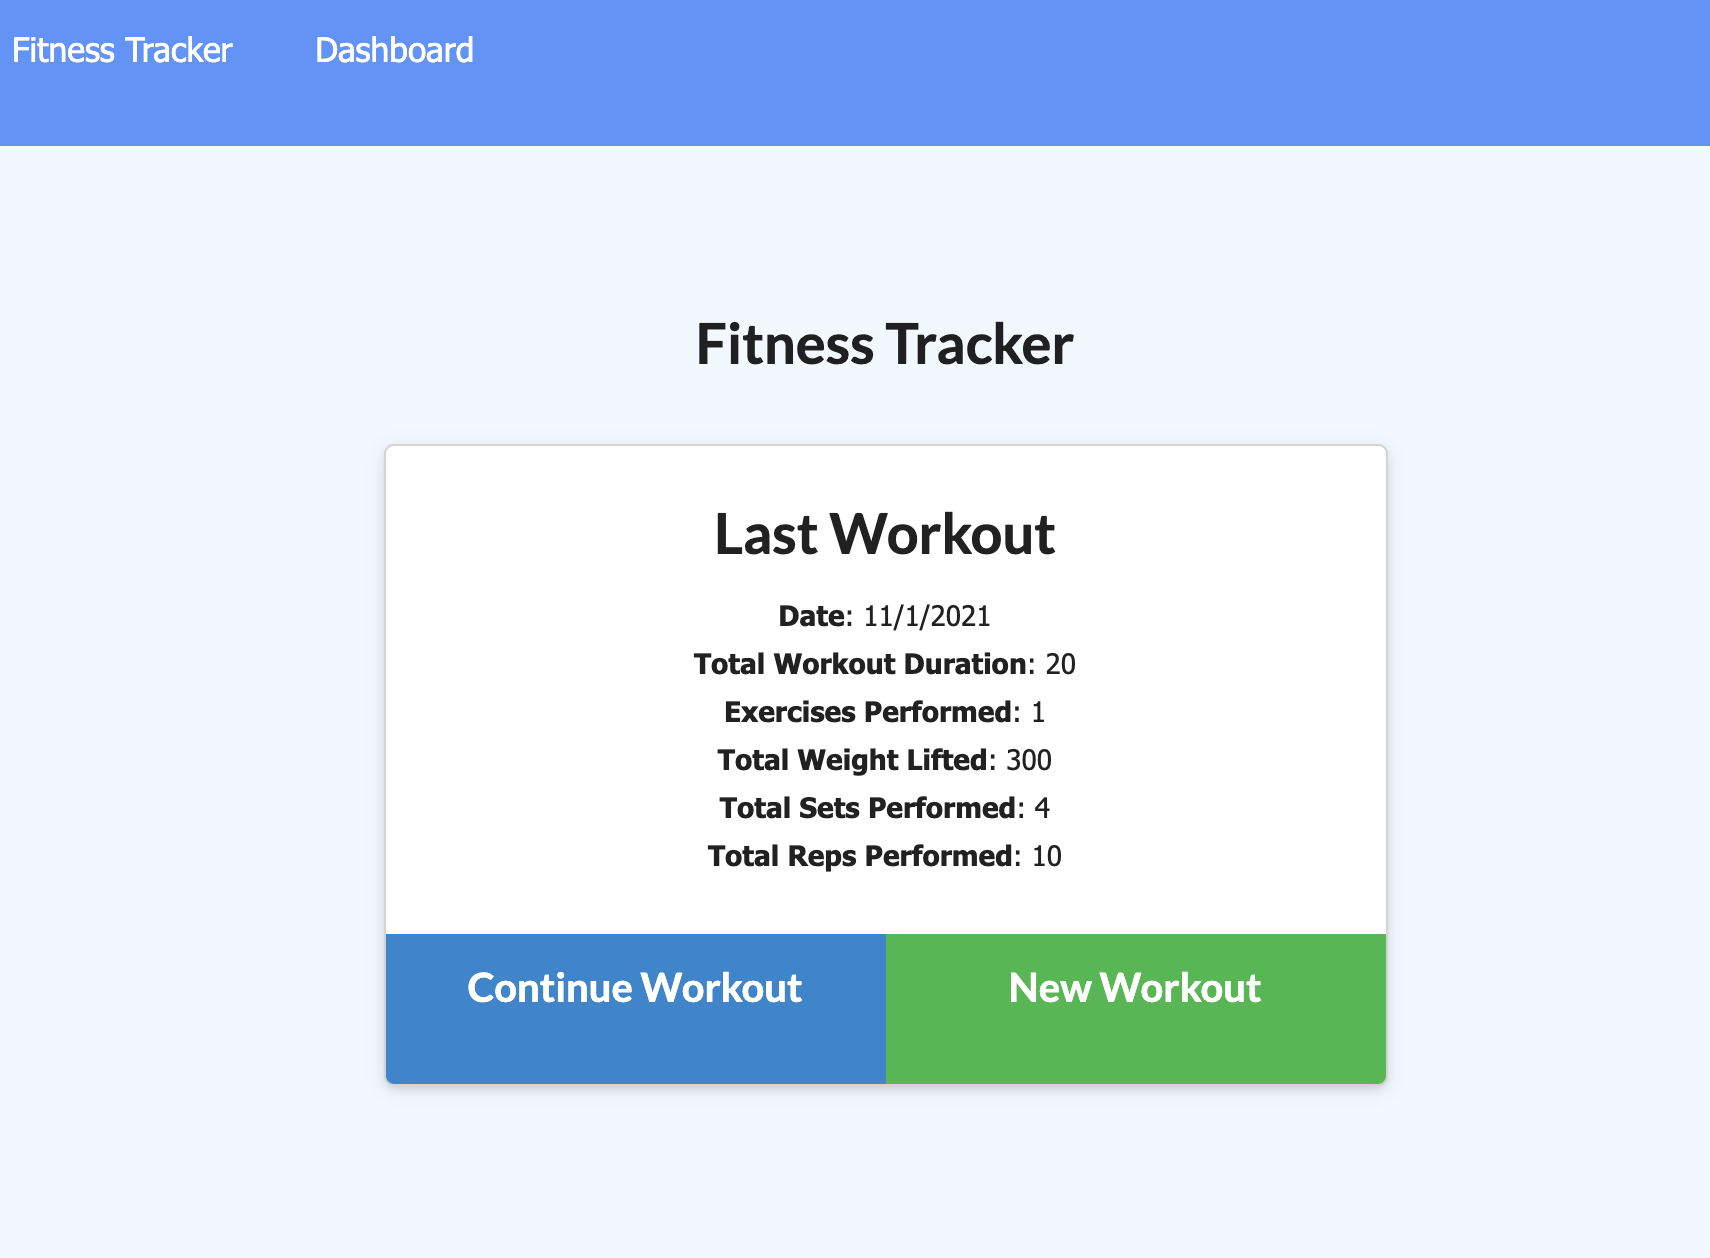 Fitness Tracker Dashboard
Fitness Tracker
Last Workout
Date: 11/1/2021
Total Workout Duration: 20
Exercises Performed: 1
Total Weight Lifted: 300
Total Sets Performed: 4
Total Reps Performed: 10
Continue Workout New Workout